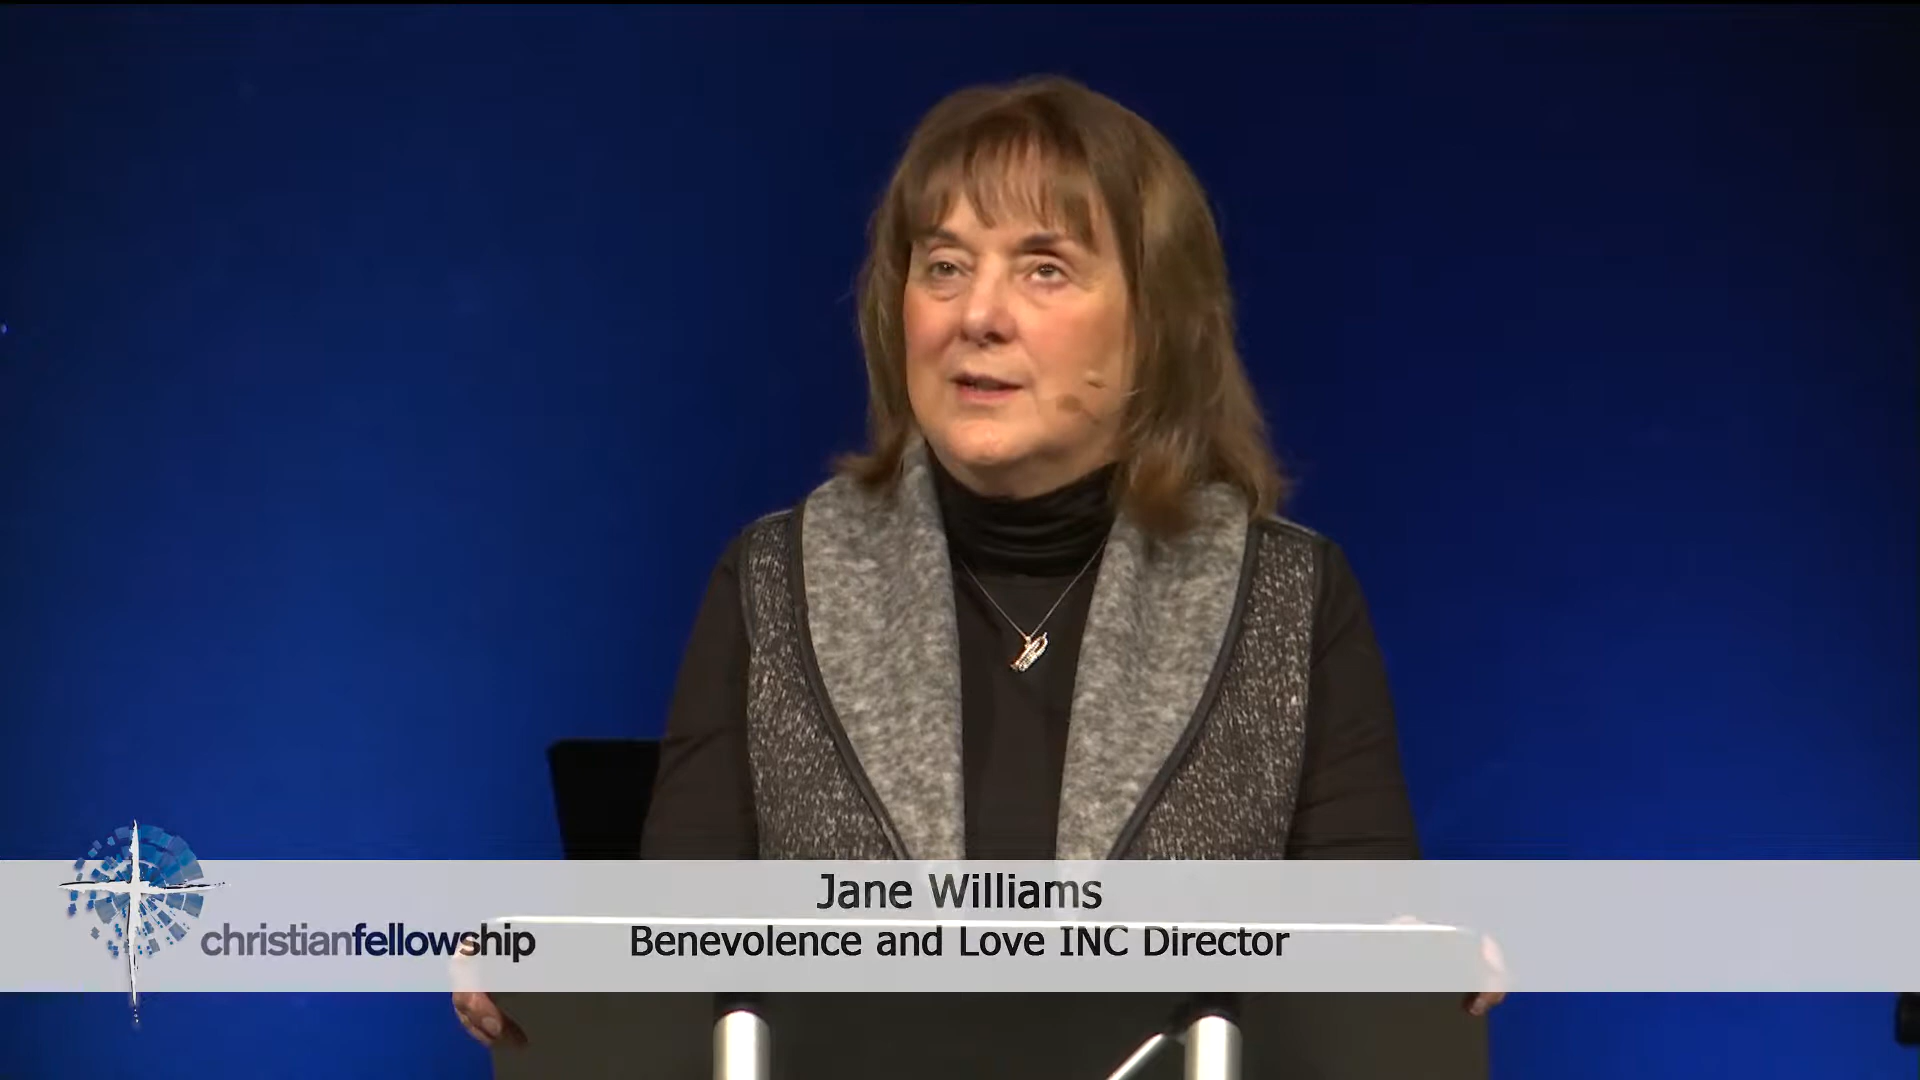 Jane Williams
christianfellowship
Benevolence and Love INC Director